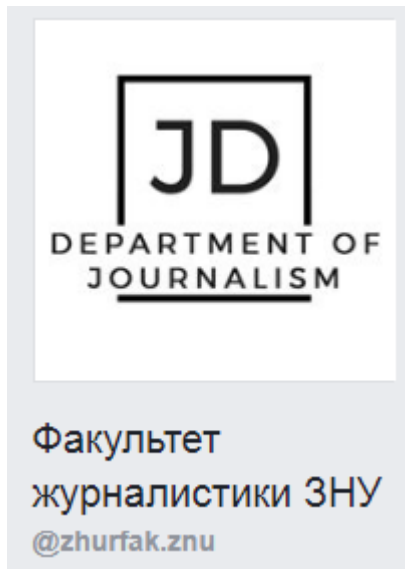 JD
DEPARTMENT OF
JOURNALISM
Факультет
журналистики ЗНУ
@zhurfak.znu